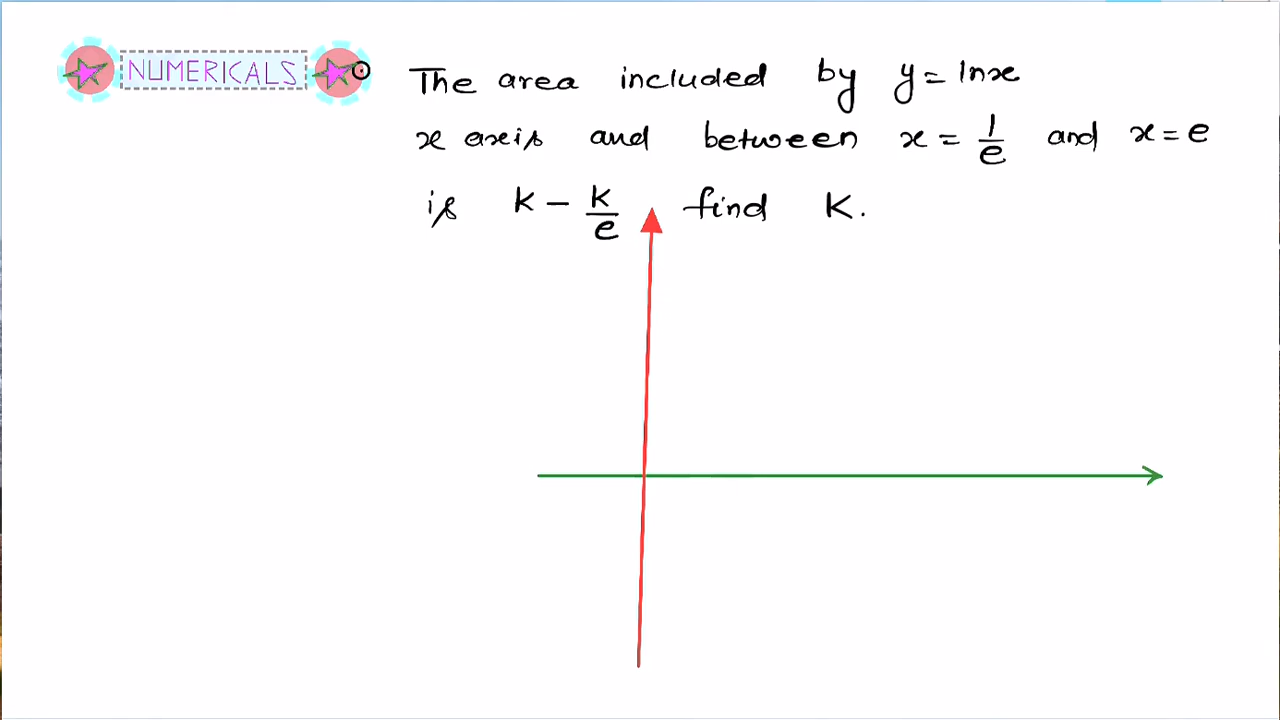 NUMERICALS
The area included by y = lnx
x axis and between x = 1/e and x = e
is k - k/e find k.